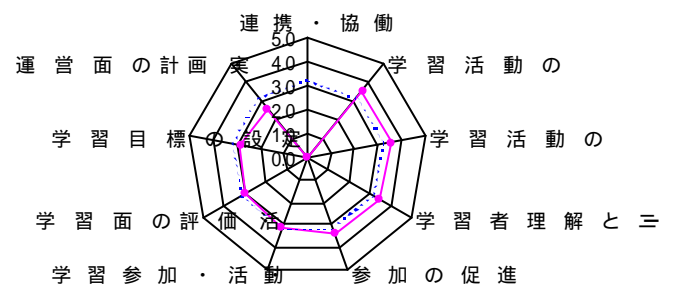 連携・協働
5.0
運営面の計画実
学習活動の
4.0
3.0
2.0
学習目標の設定
1.0
学習活動の
0.0
学習面の評価活
学習者理解とニ
学習参加・活動
参加の促進